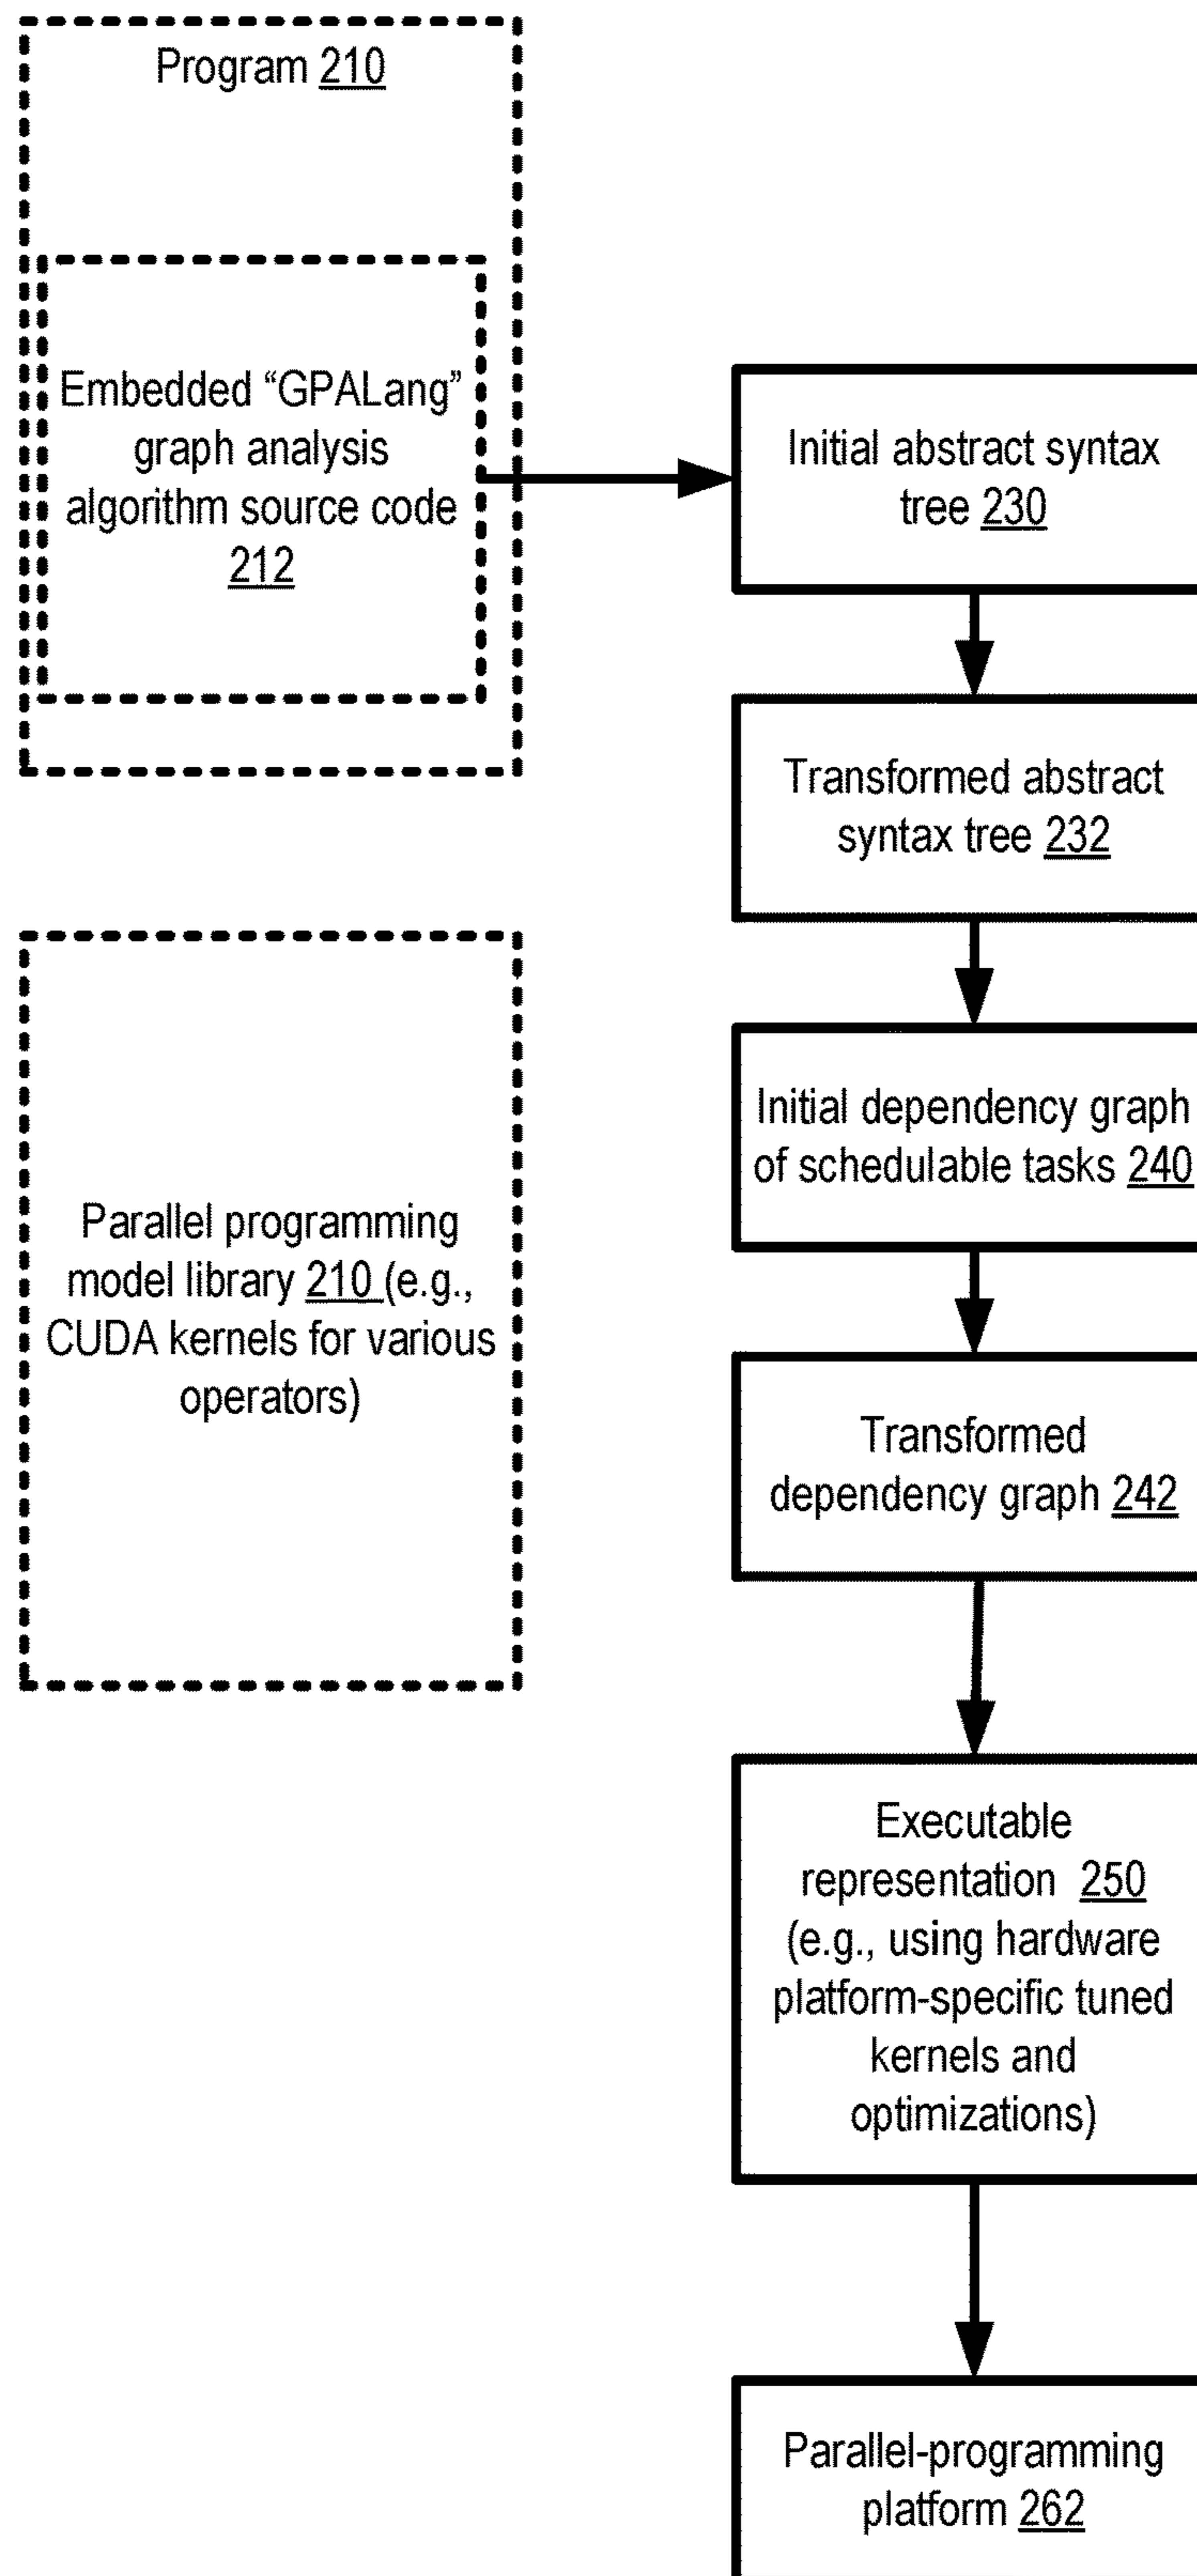 Program 210
Embedded “GPALang”
graph analysis
algorithm source code
212
Initial abstract syntax
tree 230
Transformed abstract
syntax tree 232
Parallel programming
model library 210 (e.g.,
CUDA kernels for various
operators)
Initial dependency graph
of schedulable tasks 240
Transformed
dependency graph 242
Executable
representation 250
(e.g., using hardware
platform-specific tuned
kernels and
optimizations)
Parallel-programming
platform 262